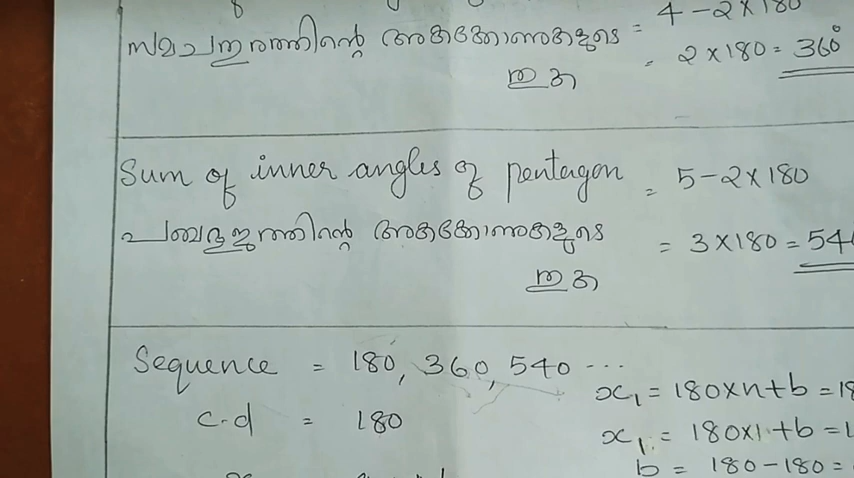 4-2×180
സമചതുരത്തിന്റെ അകക്കോണുകളുടെ = 2×180=360°
തുക
Sum of inner angles of pentagon = 5-2×180
പഞ്ചഭുജത്തിന്റെ അകക്കോണുകളുടെ = 3×180=54
തുക
Sequence = 180, 360, 540 ...
x₁ = 180×n+b=18
c.d = 180
x₁ = 180×1+b=1
b = 180-180=